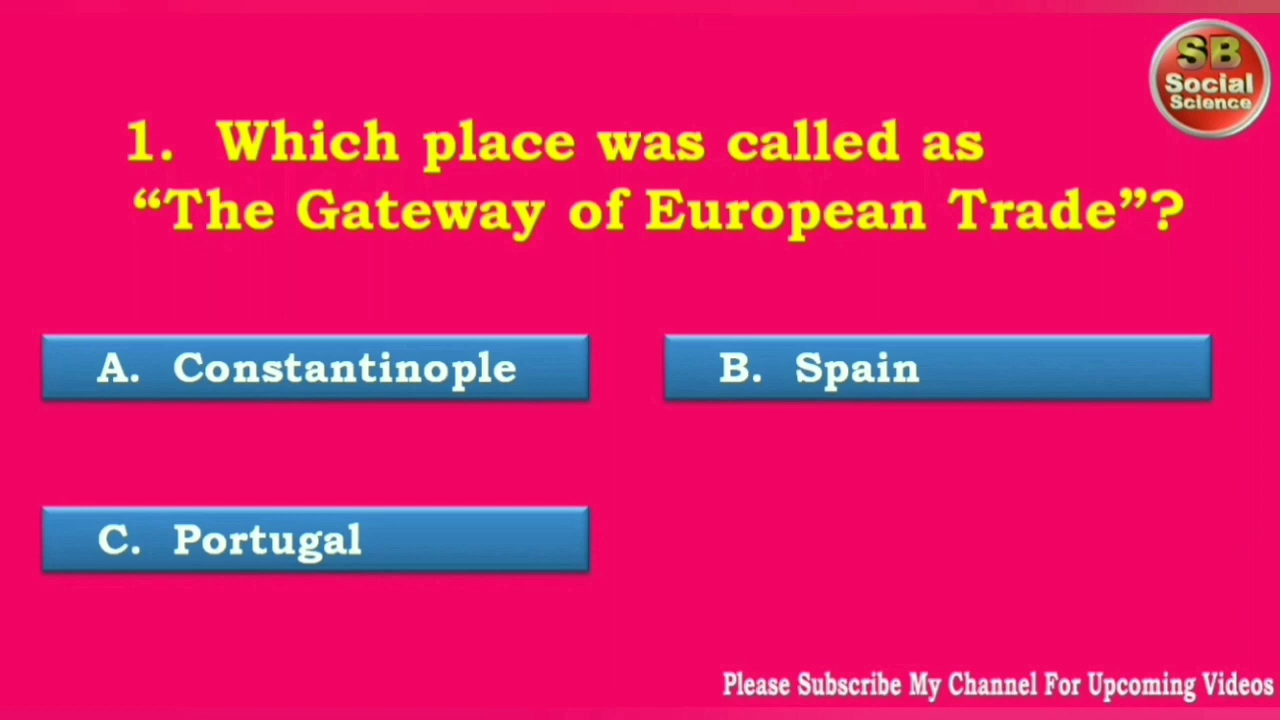 SB
Social
Science
1. Which place was called as
“The Gateway of European Trade”?
A. Constantinople
B. Spain
C. Portugal
Please Subscribe My Channel For Upcoming Videos